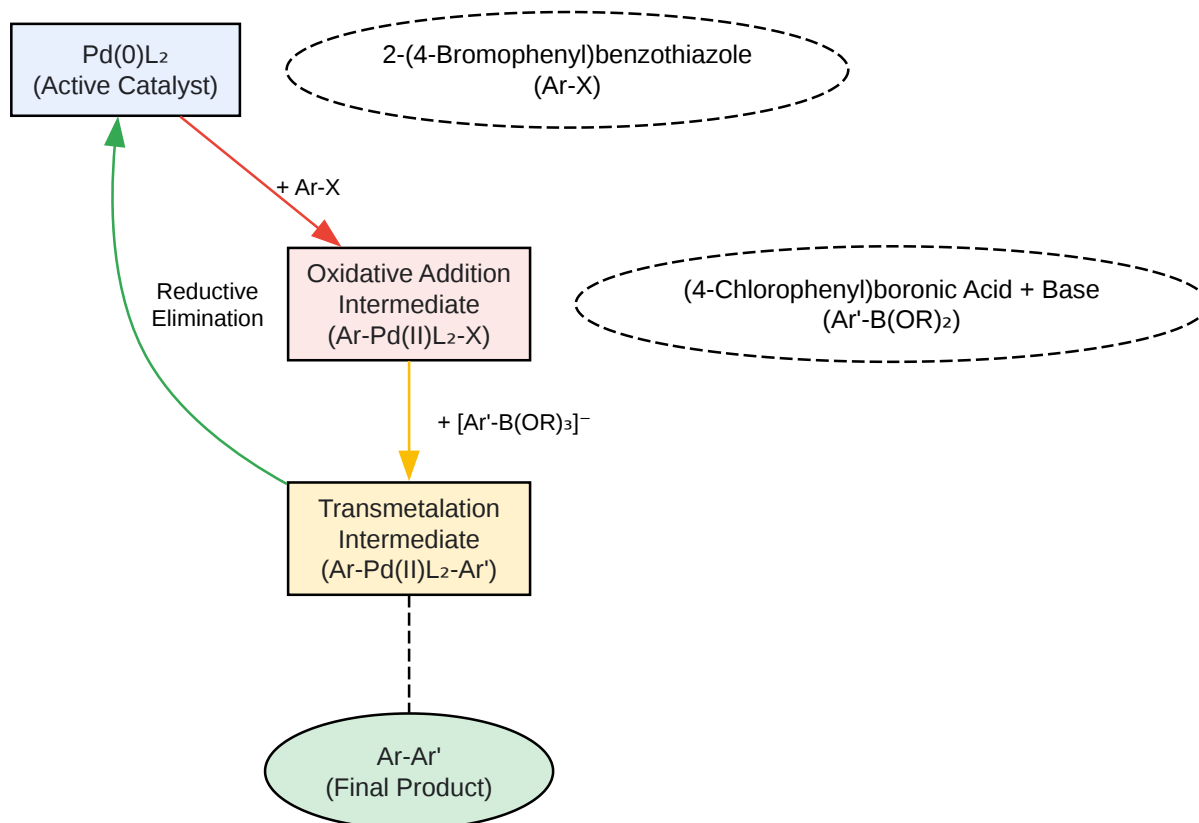 Pd(0)L₂
(Active Catalyst)
2-(4-Bromophenyl)benzothiazole
(Ar-X)
+ Ar-X
Oxidative Addition
Intermediate
(Ar-Pd(II)L₂-X)
(4-Chlorophenyl)boronic Acid + Base
(Ar'-B(OR)₂)
Reductive
Elimination
+ [Ar'-B(OR)₃]⁻
Transmetalation
Intermediate
(Ar-Pd(II)L₂-Ar')
Ar-Ar'
(Final Product)